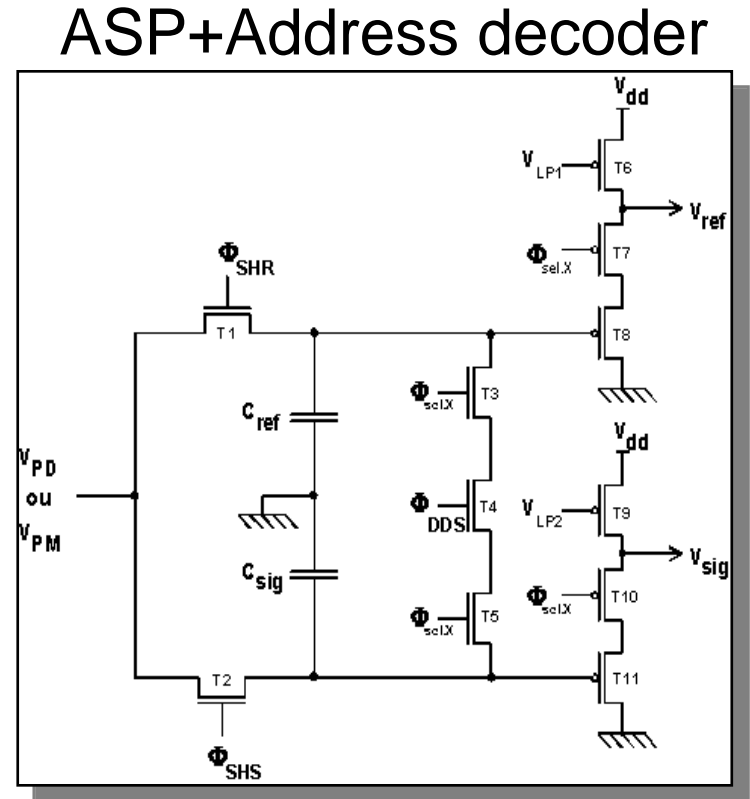 ASP+Address decoder
Vdd
VLP1
T6
Vref
Φsel.X
T7
T8
ΦSHR
T1
Cref
Φsel.X
T3
VPD
ou
VPM
ΦDDS
T4
Vdd
VLP2
T9
Vsig
Csig
Φsel.X
T5
Φsel.X
T10
T11
T2
ΦSHS